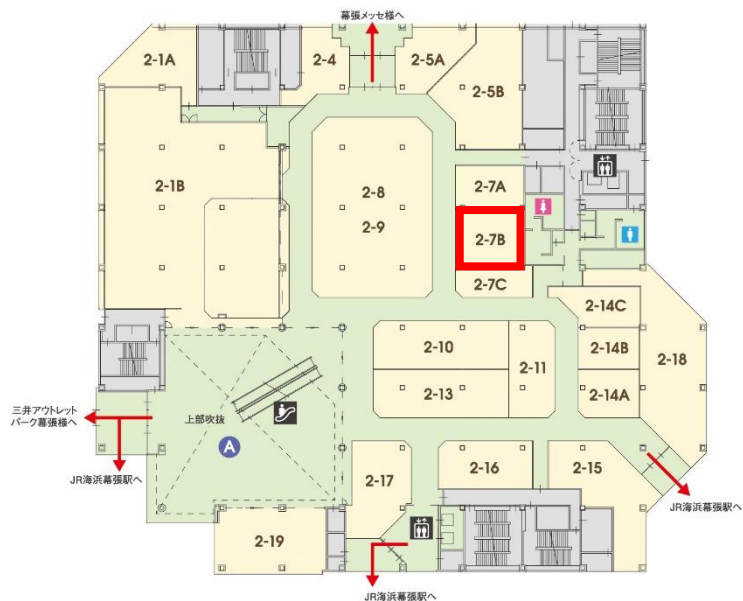 幕張メッセ様へ
2-1A
2-4
2-5A
2-5B
2-1B
2-8
2-9
2-7A
2-7B
2-7C
2-14C
2-10
2-11
2-14B
2-18
2-13
2-14A
三井アウトレット
パーク幕張様へ
上部吹抜
A
JR海浜幕張駅へ
2-17
2-16
2-15
JR海浜幕張駅へ
2-19
JR海浜幕張駅へ